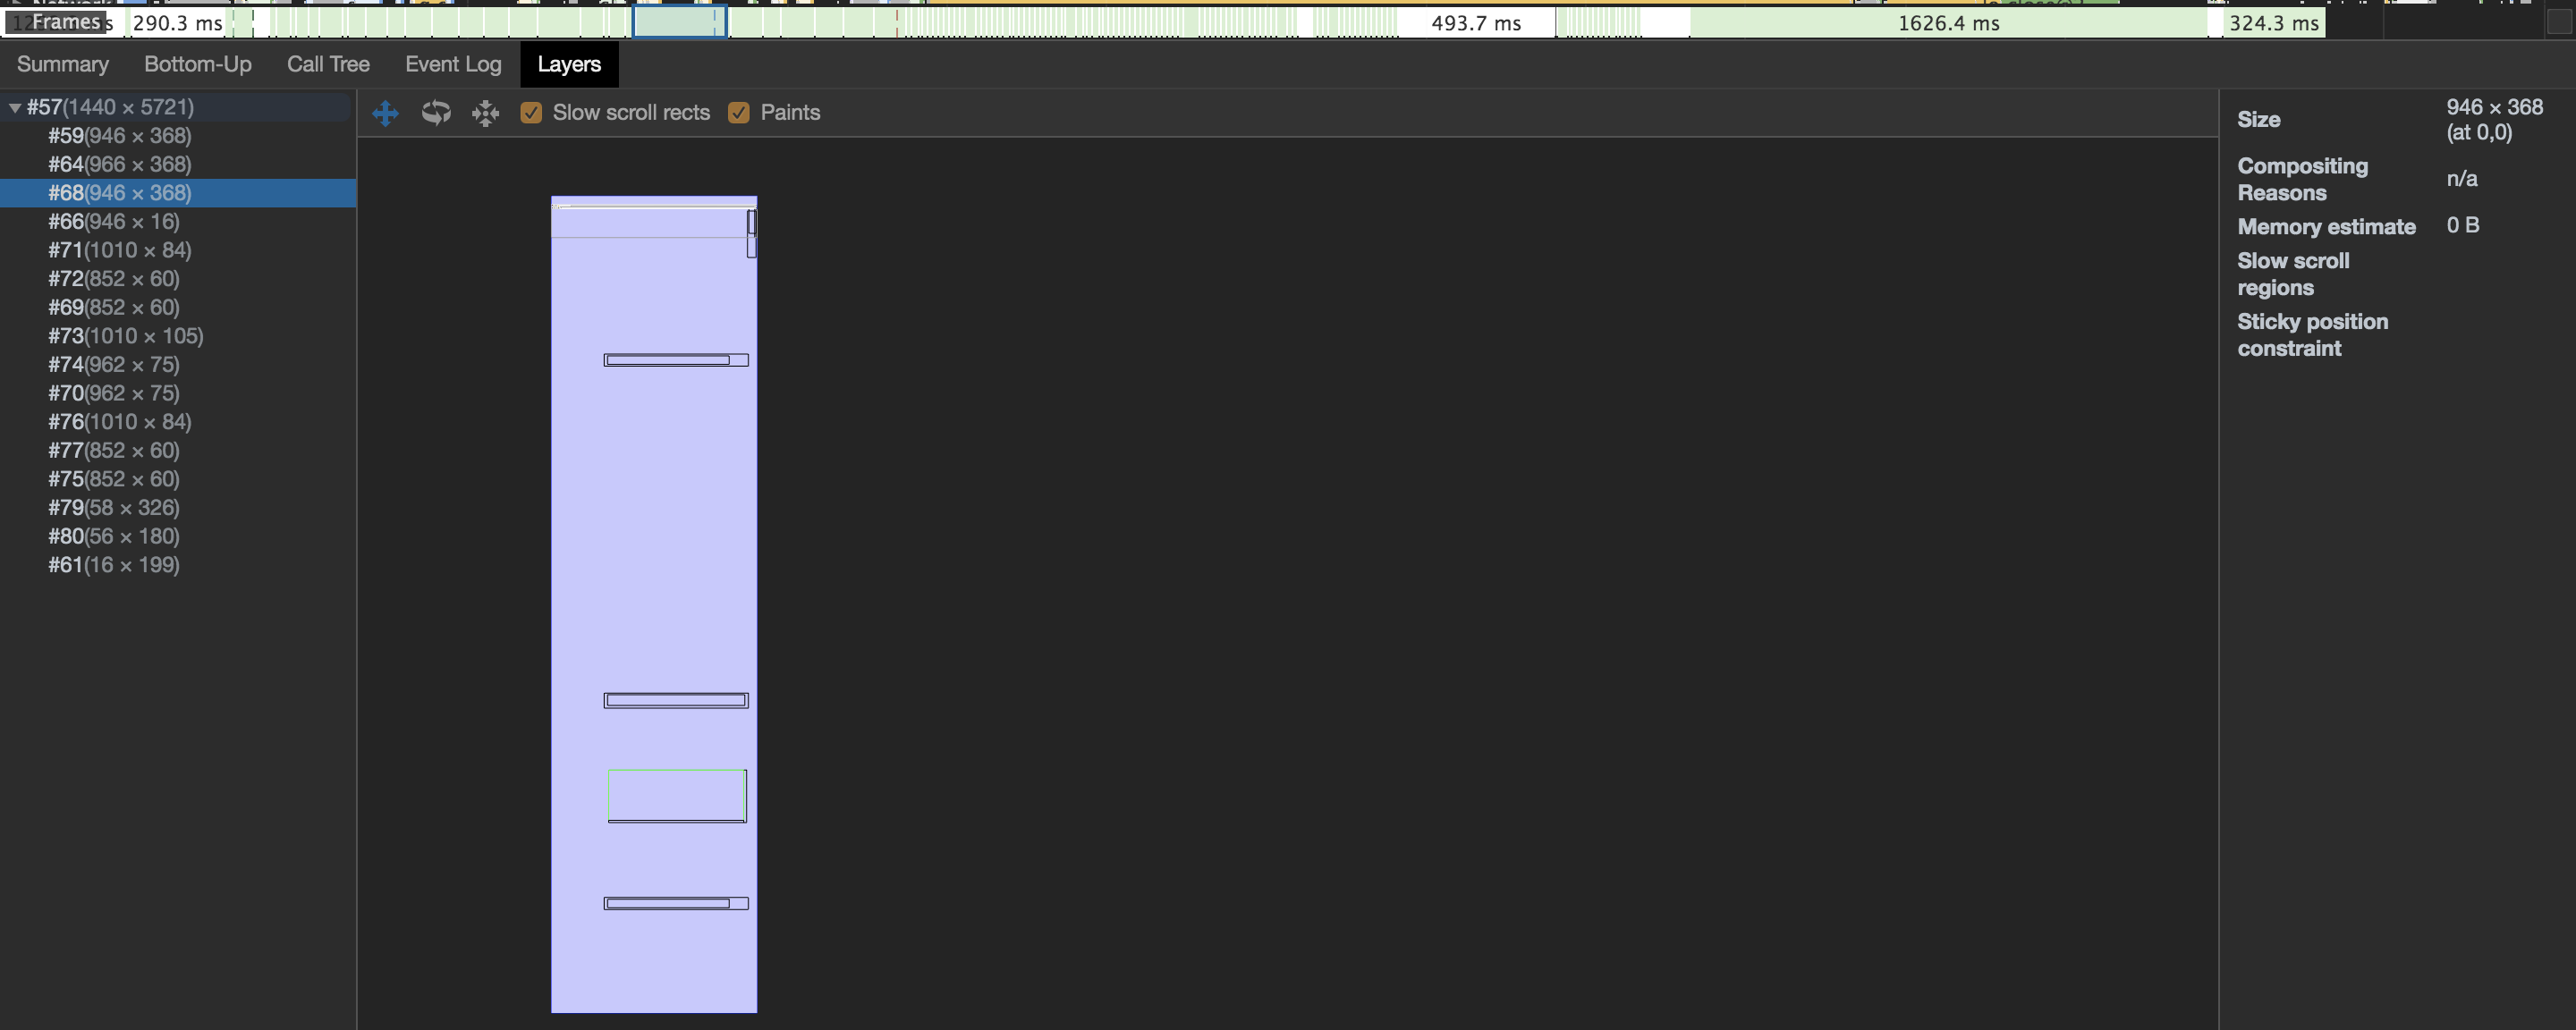 Network
Frames 290.3 ms 493.7 ms 1626.4 ms 324.3 ms
Summary Bottom-Up Call Tree Event Log Layers
#57(1440 × 5721)
#59(946 × 368)
#64(966 × 368)
#68(946 × 368)
#66(946 × 16)
#71(1010 × 84)
#72(852 × 60)
#69(852 × 60)
#73(1010 × 105)
#74(962 × 75)
#70(962 × 75)
#76(1010 × 84)
#77(852 × 60)
#75(852 × 60)
#79(58 × 326)
#80(56 × 180)
#61(16 × 199)
Slow scroll rects Paints
Size 946 × 368
(at 0,0)
Compositing
Reasons n/a
Memory estimate 0 B
Slow scroll
regions
Sticky position
constraint